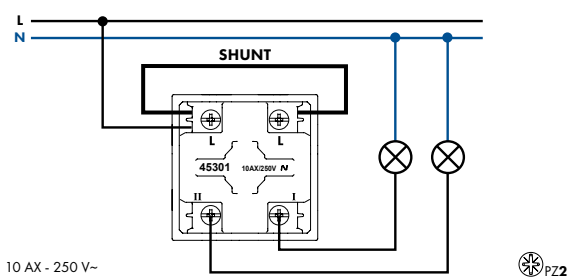 L
N
SHUNT
L L
45301 10AX/250V N
II I
10 AX - 250 V~
PZ2